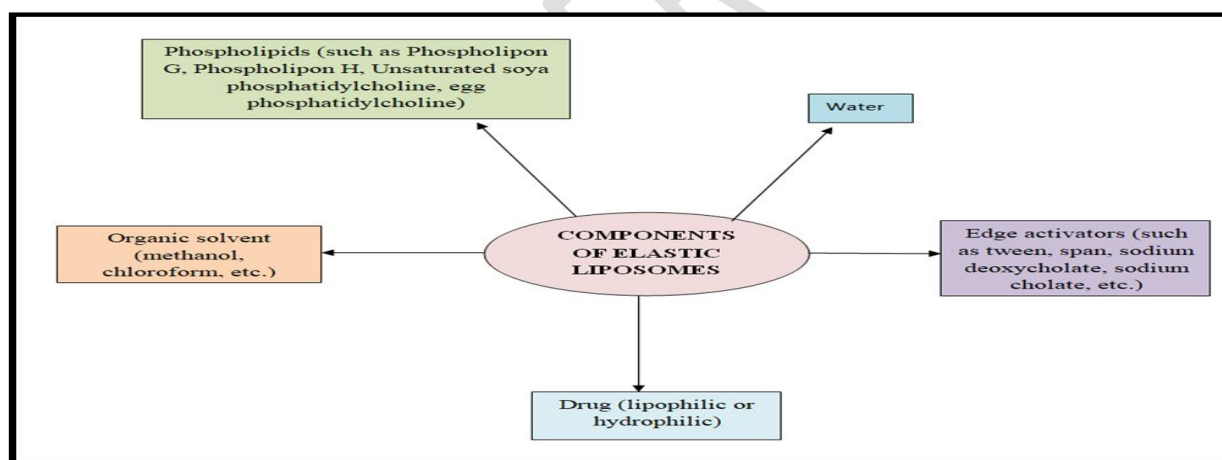 Phospholipids (such as Phospholipon
G, Phospholipon H, Unsaturated soya
phosphatidylcholine, egg
phosphatidylcholine)
Water
Organic solvent
(methanol,
chloroform, etc.)
COMPONENTS
OF ELASTIC
LIPOSOMES
Edge activators (such
as tween, span, sodium
deoxycholate, sodium
cholate, etc.)
Drug (lipophilic or
hydrophilic)